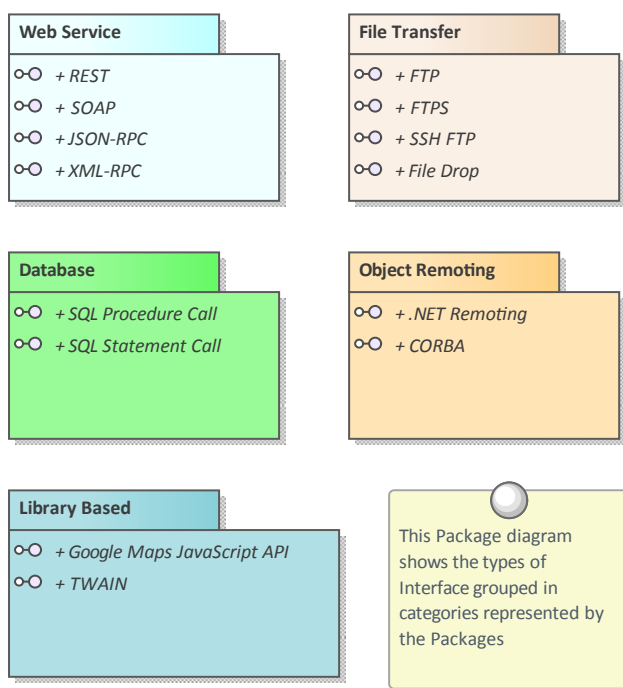 Web Service
+ REST
+ SOAP
+ JSON-RPC
+ XML-RPC
File Transfer
+ FTP
+ FTPS
+ SSH FTP
+ File Drop
Database
+ SQL Procedure Call
+ SQL Statement Call
Object Remoting
+ .NET Remoting
+ CORBA
Library Based
+ Google Maps JavaScript API
+ TWAIN
This Package diagram
shows the types of
Interface grouped in
categories represented by
the Packages